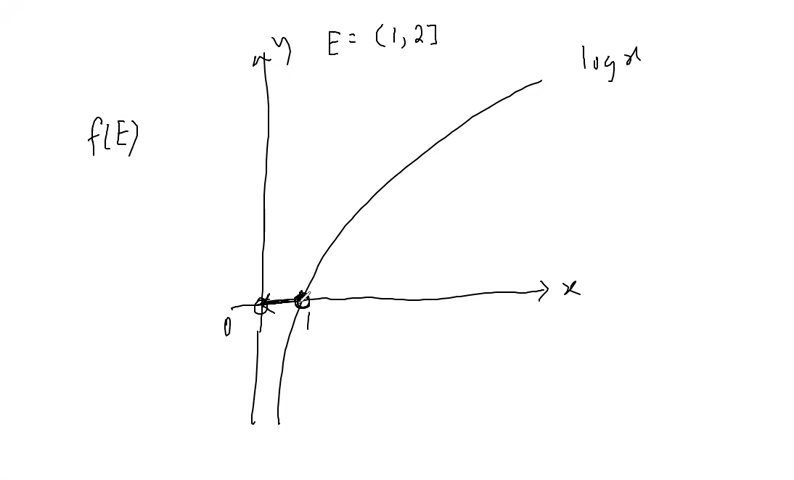 y
E = (1, 2]
log x
f(E)
x
0
1